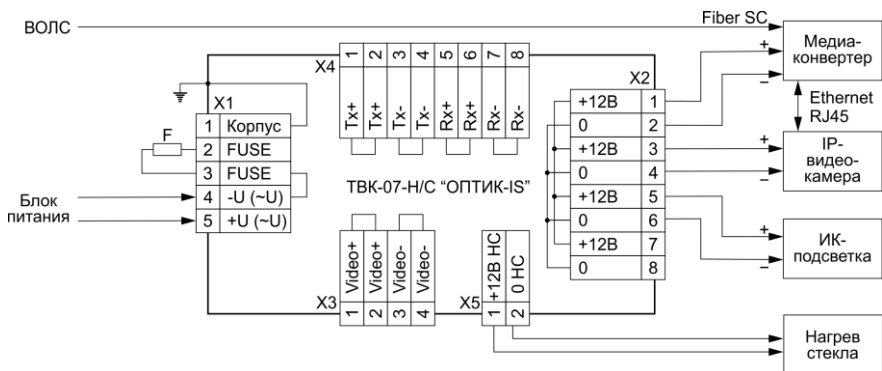 ВОЛС
Fiber SC
Медиа-
конвертер
+
–
Ethernet
RJ45
IP-
видео-
камера
+
–
ИК-
подсветка
+
–
Нагрев
стекла
X4
1 2 3 4 5 6 7 8
Tx+ Tx+ Tx- Tx- Rx+ Rx+ Rx- Rx-
X1
1 Корпус
2 FUSE
3 FUSE
4 -U (~U)
5 +U (~U)
F
Блок
питания
ТВК-07-Н/С “ОПТИК-IS”
X2
+12В 1
0 2
+12В 3
0 4
+12В 5
0 6
+12В 7
0 8
Video+ Video+ Video- Video-
X3 1 2 3 4
+12В НС 0 НС
X5 1 2